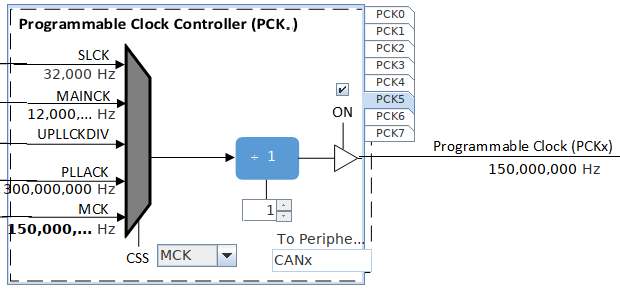 Programmable Clock Controller (PCK.)
PCK0
PCK1
PCK2
PCK3
PCK4
PCK5
PCK6
PCK7
SLCK
32,000 Hz
MAINCK
12,000,... Hz
UPLLCKDIV
PLLACK
300,000,000 Hz
MCK
150,000,... Hz
CSS
MCK
÷ 1
1
ON
Programmable Clock (PCKx)
150,000,000 Hz
To Periphe...
CANx